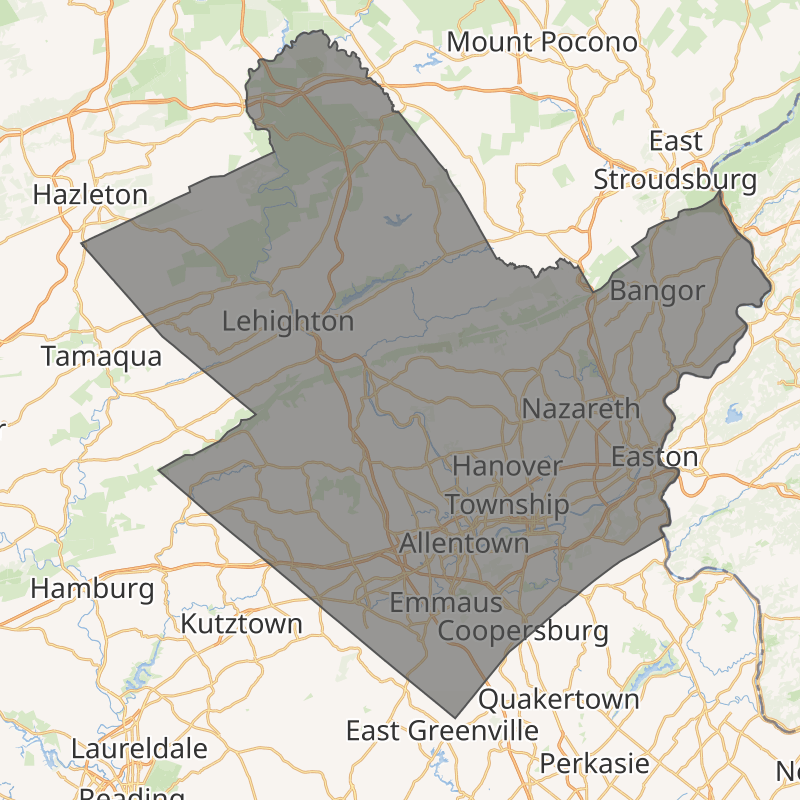 Mount Pocono
East
Stroudsburg
Hazleton
Bangor
Lehighton
Tamaqua
Nazareth
Easton
Hanover
Township
Allentown
Hamburg
Emmaus
Kutztown
Coopersburg
Quakertown
East Greenville
Laureldale
Perkasie
Reading